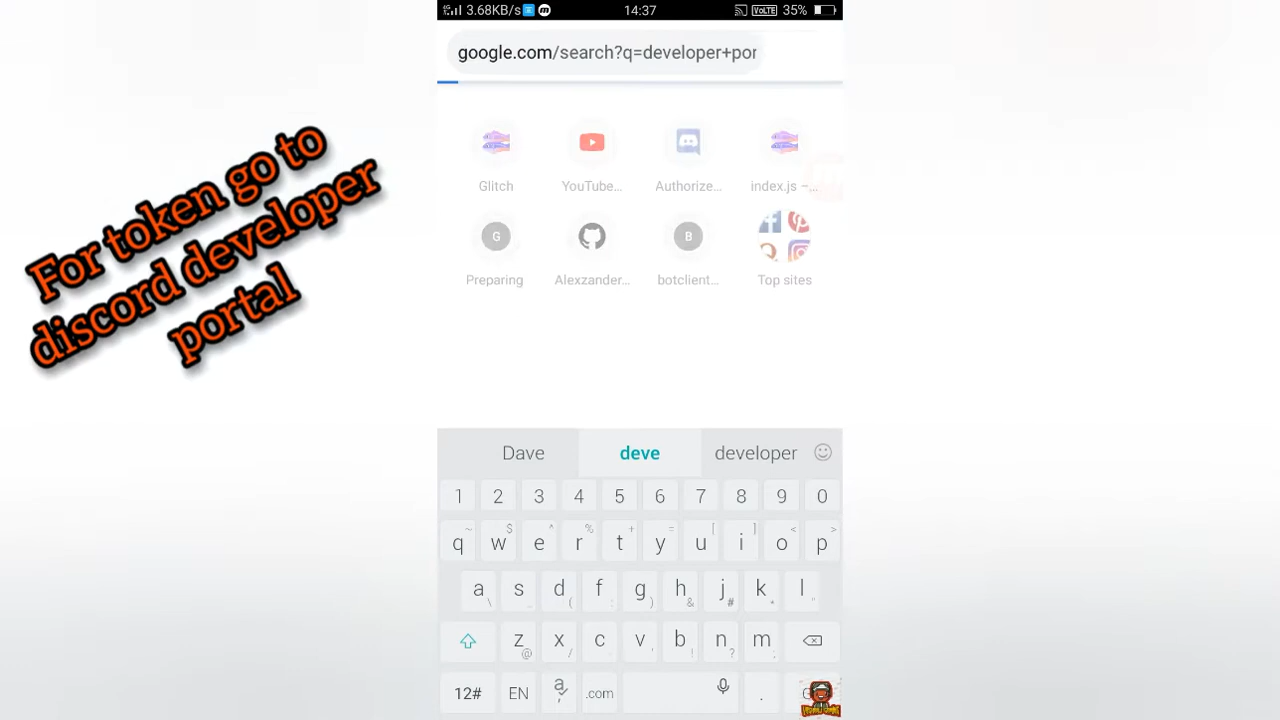 3.68KB/s 14:37 VoLTE 35%
google.com/search?q=developer+por
For token go to
discord developer
portal
Glitch YouTube... Authorize... index.js ~...
G B
Preparing Alexzander... botclient... Top sites
Dave deve developer
1 2 3 4 5 6 7 8 9 0
q w e r t y u i o p
a s d f g h j k l
z x c v b n m
12# EN .com .